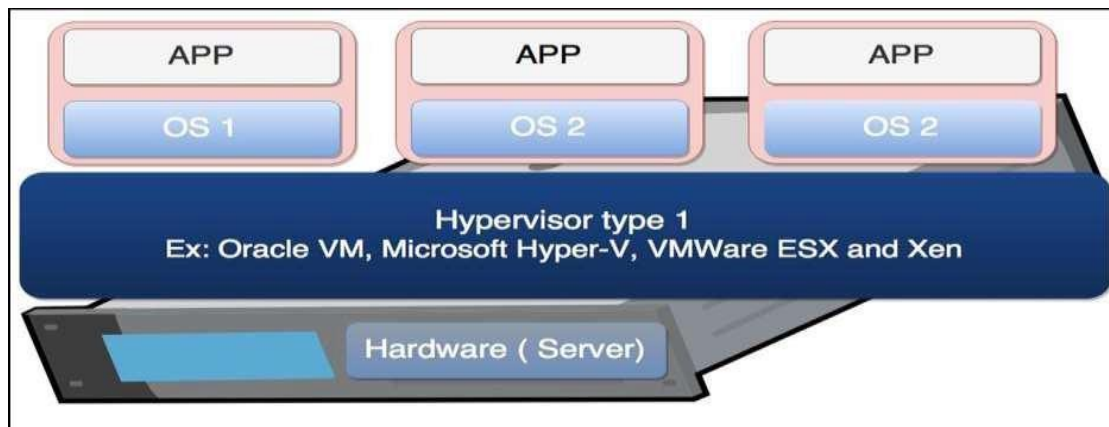 APP
APP
APP
OS 1
OS 2
OS 2
Hypervisor type 1
Ex: Oracle VM, Microsoft Hyper-V, VMWare ESX and Xen
Hardware ( Server)